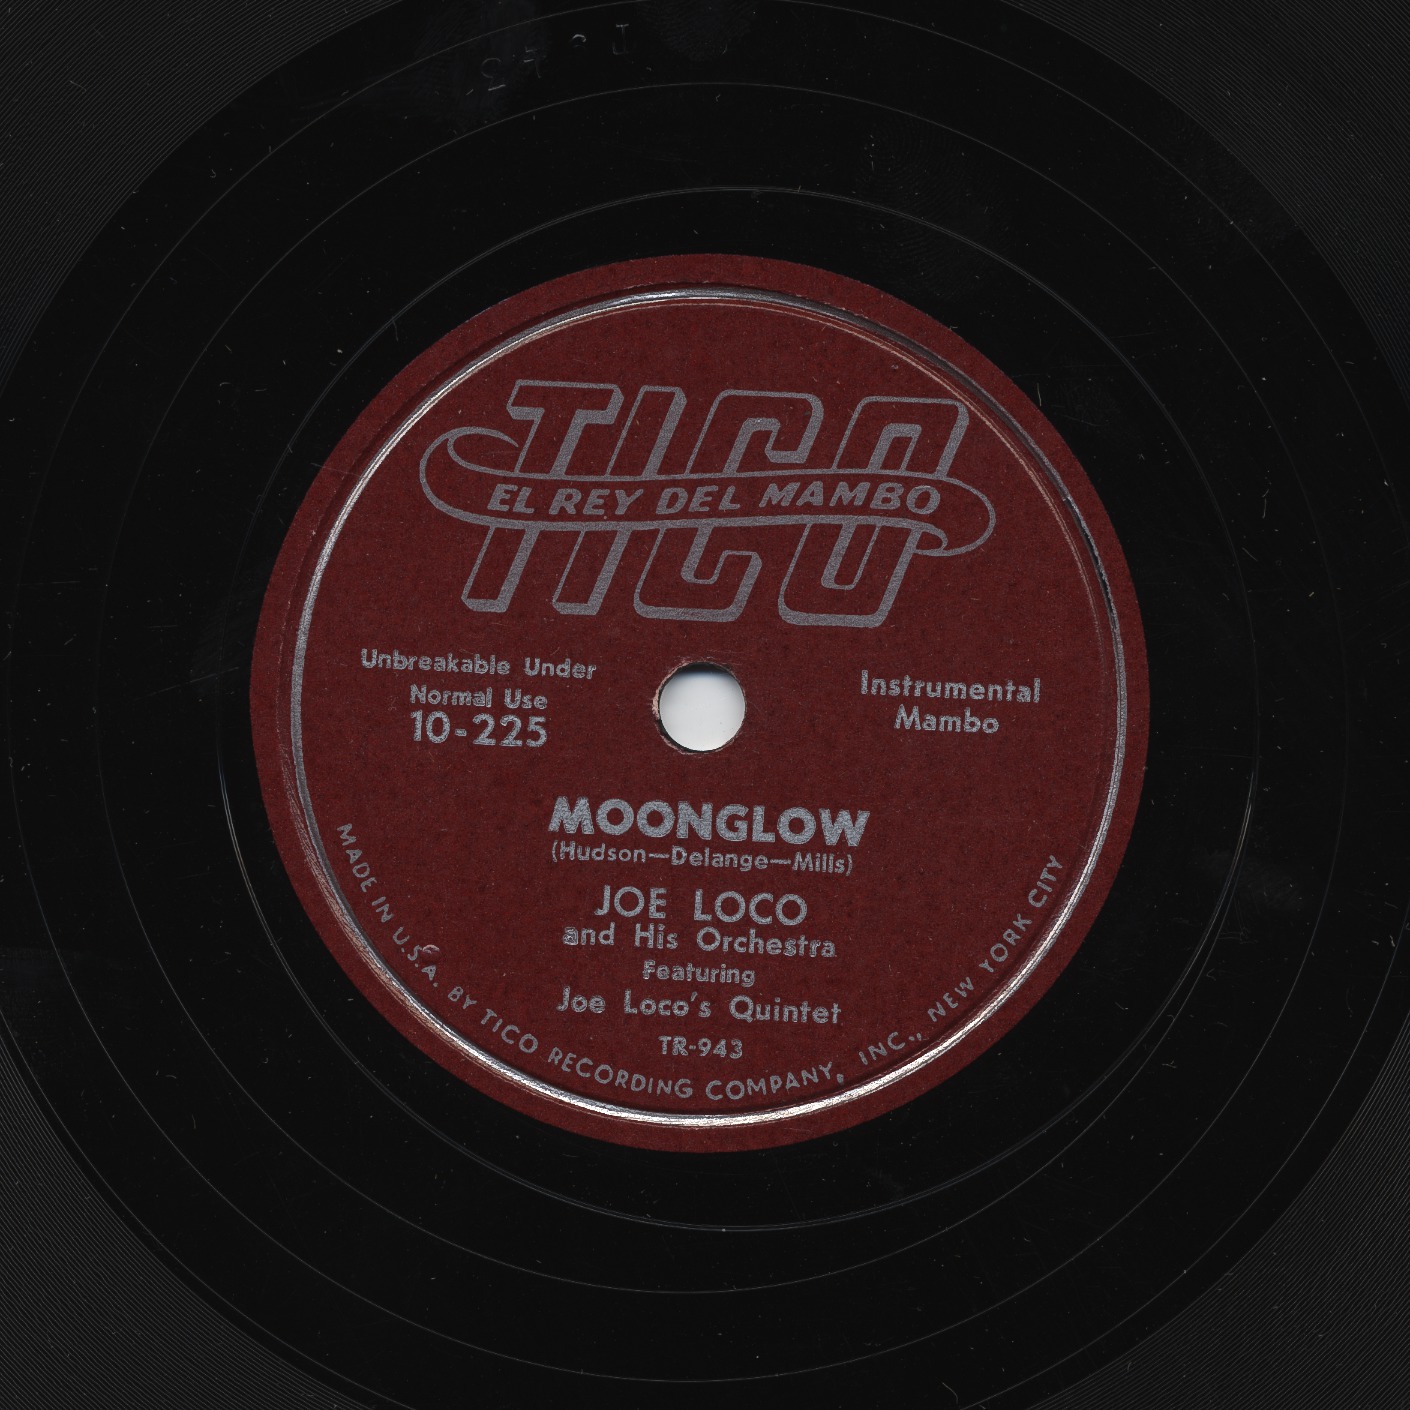 TICO
EL REY DEL MAMBO
Unbreakable Under
Normal Use
10-225
Instrumental
Mambo
MOONGLOW
(Hudson—Delange—Mills)
JOE LOCO
and His Orchestra
Featuring
Joe Loco's Quintet
TR-943
MADE IN U.S.A. BY TICO RECORDING COMPANY, INC., NEW YORK CITY